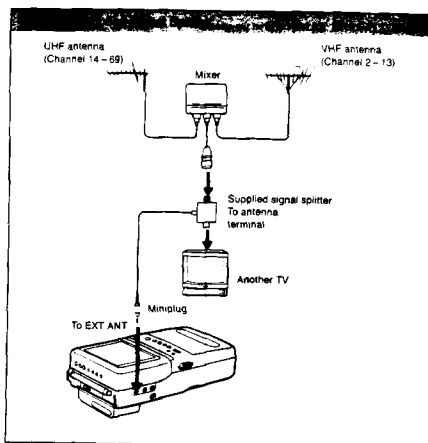 UHF antenna
(Channel 14 – 69)
VHF antenna
(Channel 2 – 13)
Mixer
Supplied signal splitter
To antenna
terminal
Another TV
Miniplug
To EXT ANT